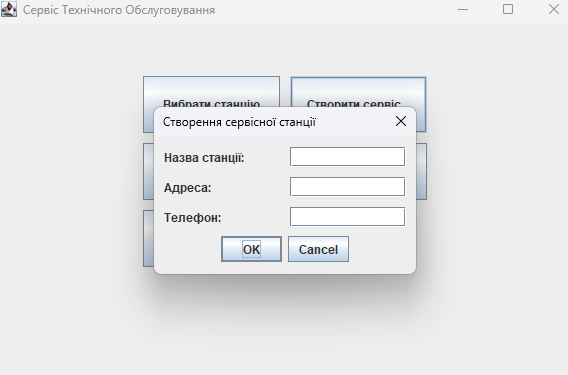 Сервіс Технічного Обслуговування
Вибрати станцію
Створити сервіс
Створення сервісної станції
Назва станції:
Адреса:
Телефон:
OK
Cancel